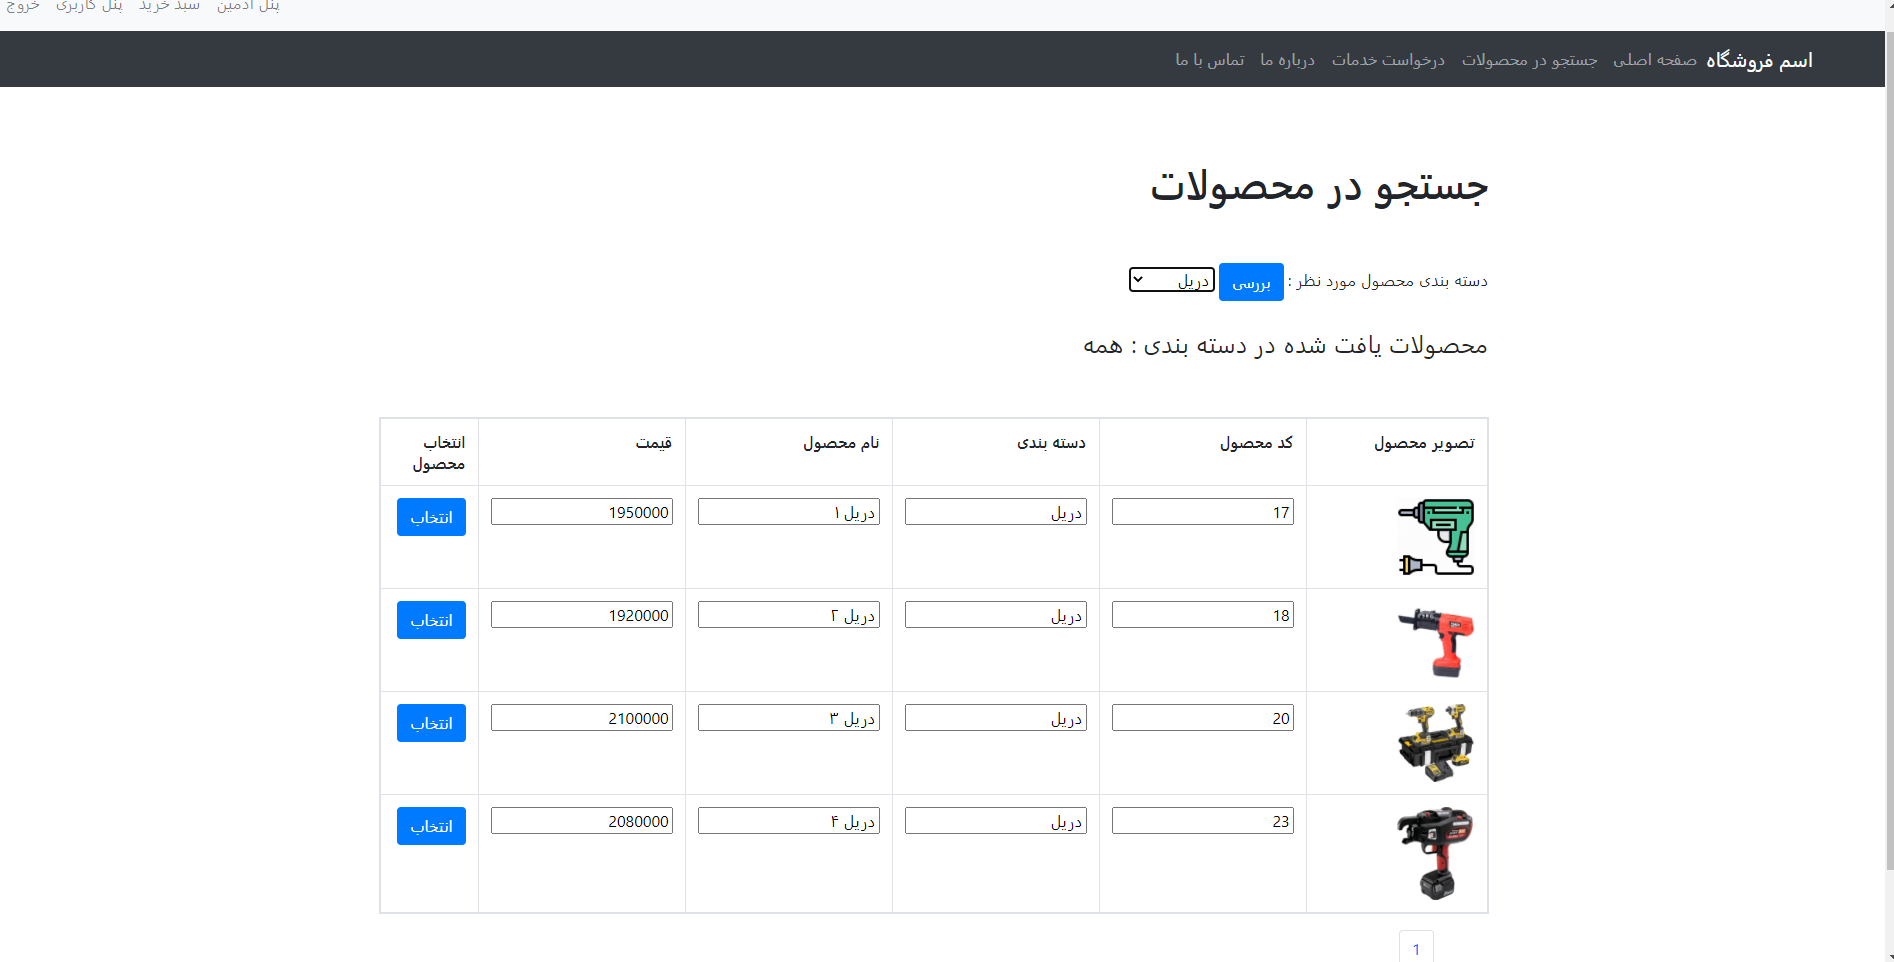 پنل ادمین سبد خرید پنل کاربری خروج
اسم فروشگاه صفحه اصلی جستجو در محصولات درخواست خدمات درباره ما تماس با ما
جستجو در محصولات
دسته بندی محصول مورد نظر : بررسی دریل
محصولات یافت شده در دسته بندی : همه
تصویر محصول کد محصول دسته بندی نام محصول قیمت انتخاب محصول
17 دریل دریل ۱ 1950000 انتخاب
18 دریل دریل ۲ 1920000 انتخاب
20 دریل دریل ۳ 2100000 انتخاب
23 دریل دریل ۴ 2080000 انتخاب
1